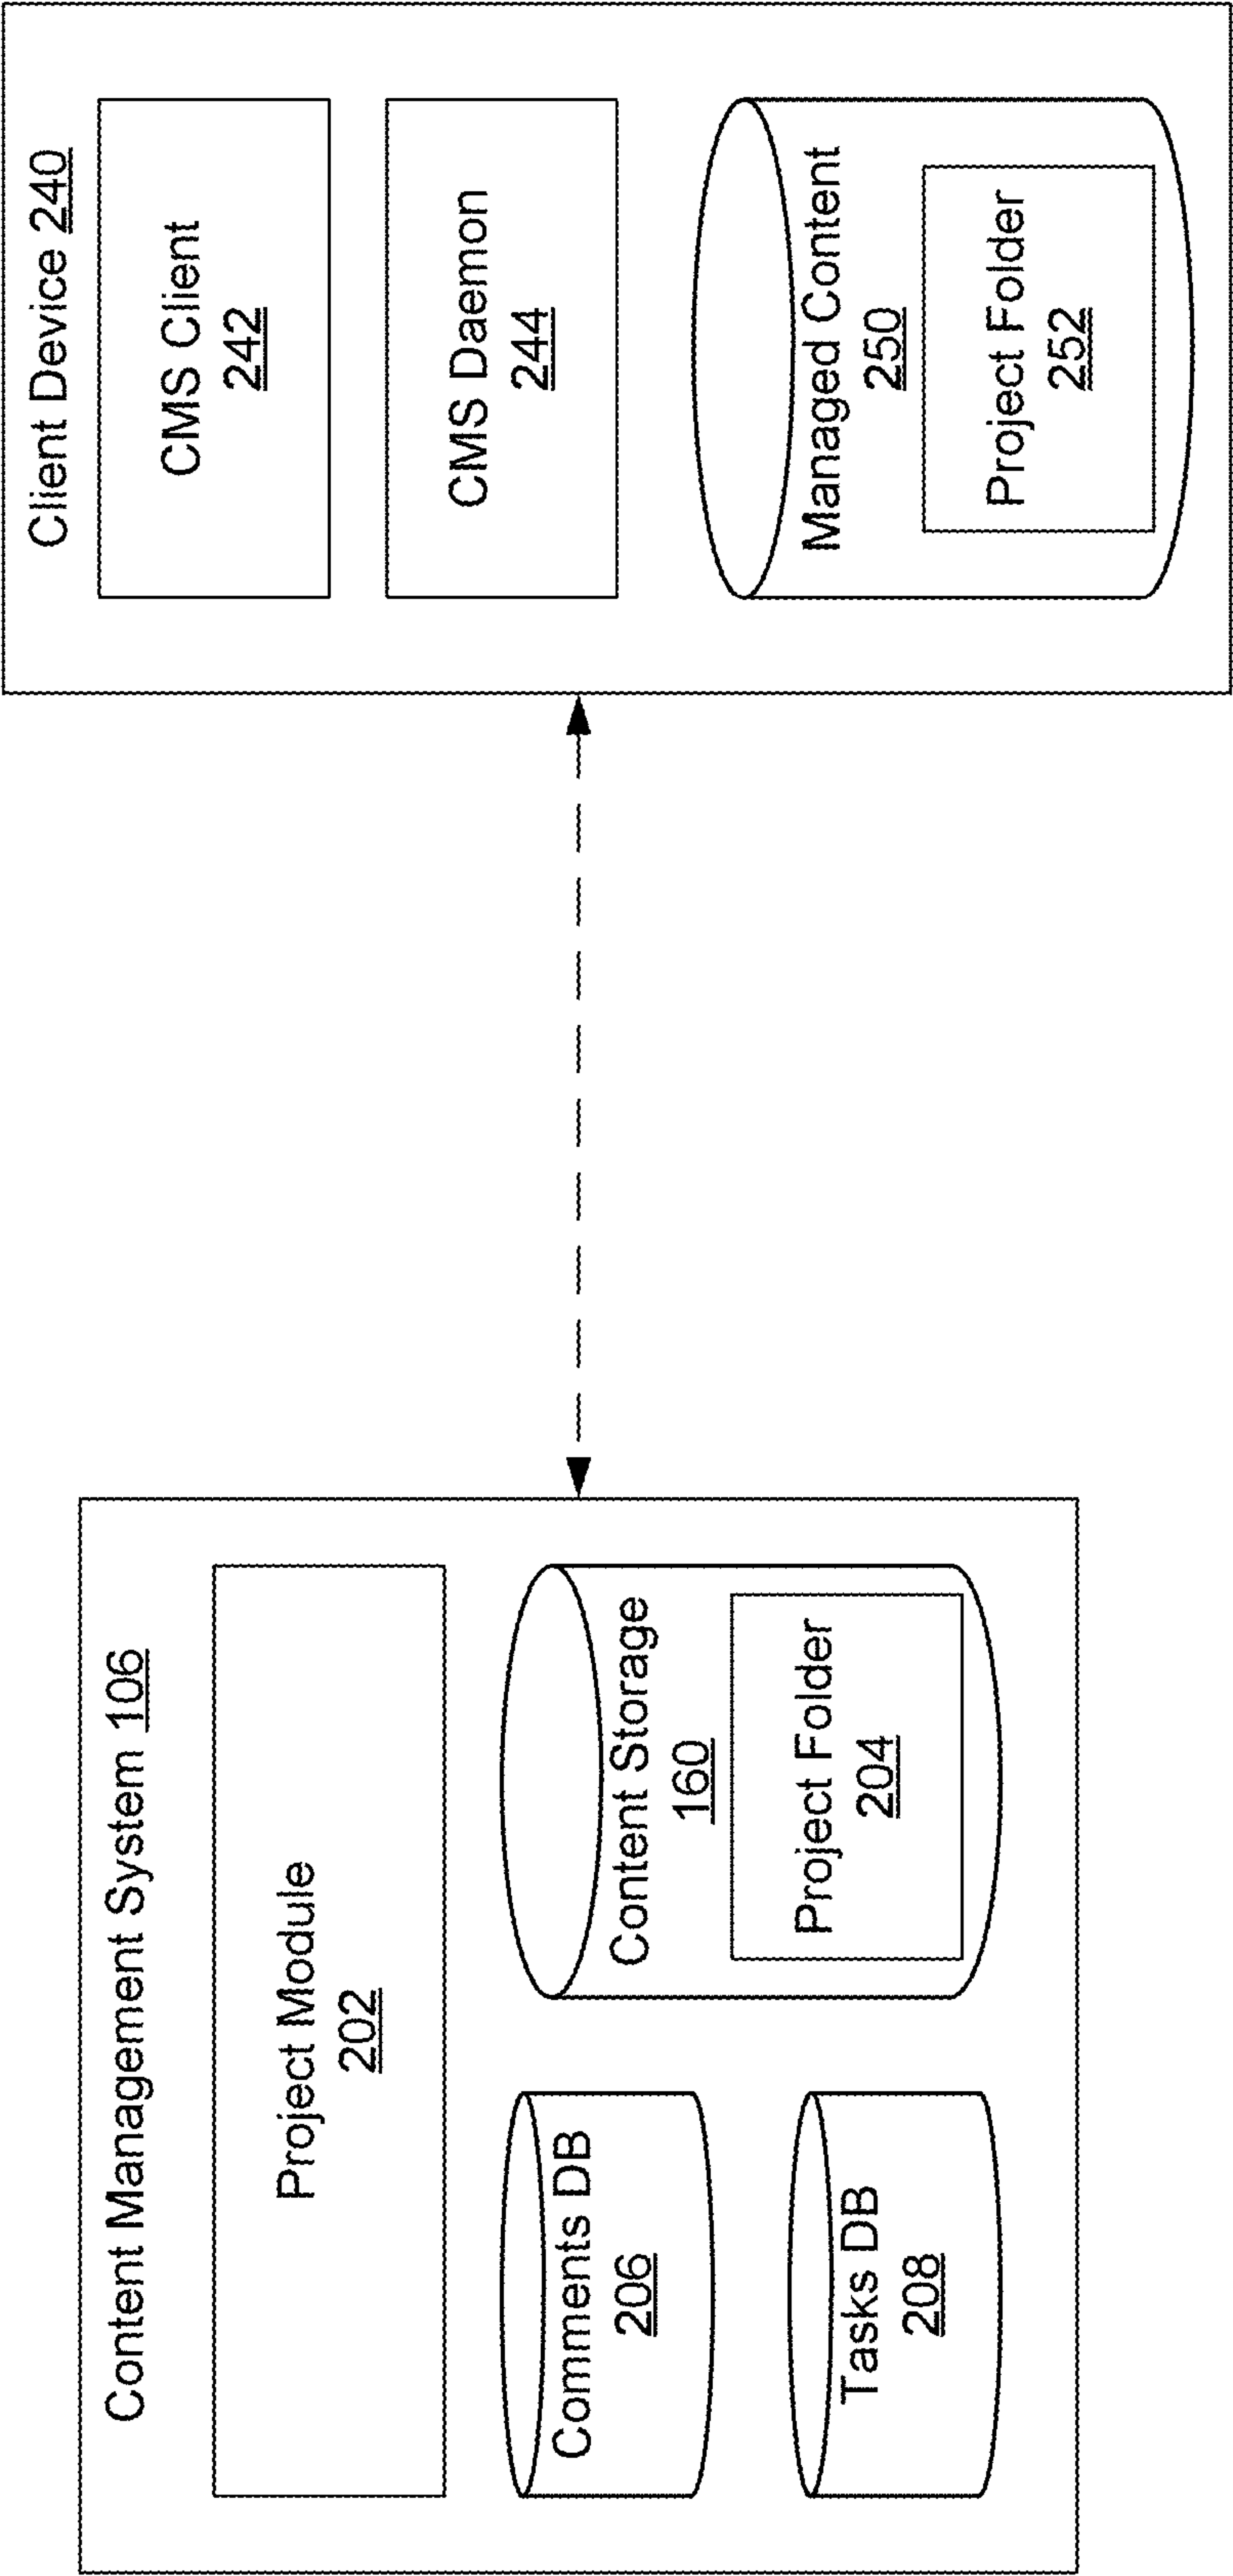 Content Management System 106
Project Module
202
Comments DB
206
Tasks DB
208
Content Storage
160
Project Folder
204
Client Device 240
CMS Client
242
CMS Daemon
244
Managed Content
250
Project Folder
252